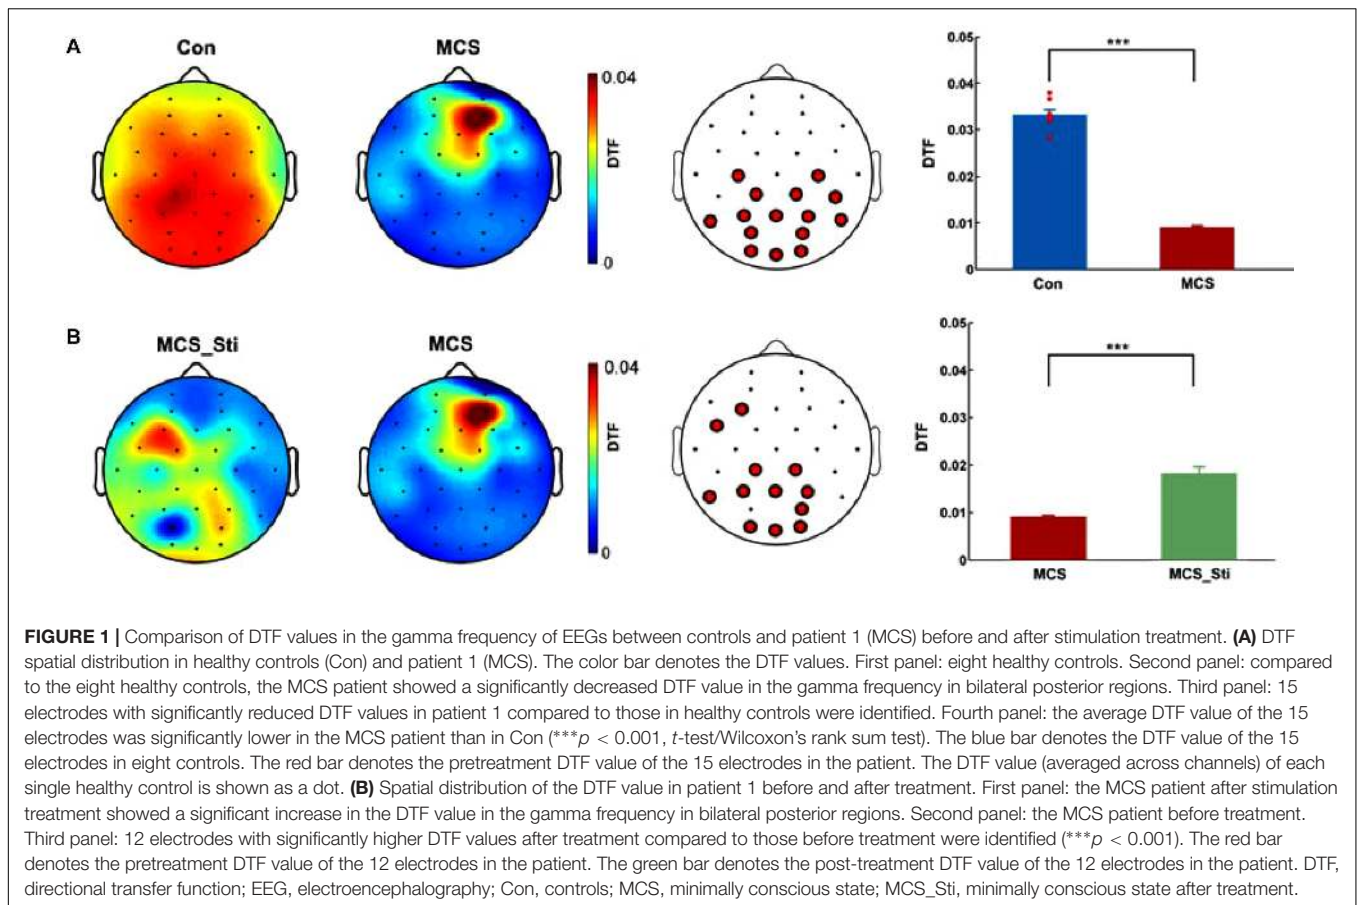 A
Con
MCS
0.04
DTF
0
***
0.05
0.04
0.03
0.02
0.01
0
DTF
Con
MCS
B
MCS_Sti
MCS
0.04
DTF
0
***
0.05
0.04
0.03
0.02
0.01
0
DTF
MCS
MCS_Sti
FIGURE 1 | Comparison of DTF values in the gamma frequency of EEGs between controls and patient 1 (MCS) before and after stimulation treatment. (A) DTF
spatial distribution in healthy controls (Con) and patient 1 (MCS). The color bar denotes the DTF values. First panel: eight healthy controls. Second panel: compared
to the eight healthy controls, the MCS patient showed a significantly decreased DTF value in the gamma frequency in bilateral posterior regions. Third panel: 15
electrodes with significantly reduced DTF values in patient 1 compared to those in healthy controls were identified. Fourth panel: the average DTF value of the 15
electrodes was significantly lower in the MCS patient than in Con (***p < 0.001, t-test/Wilcoxon's rank sum test). The blue bar denotes the DTF value of the 15
electrodes in eight controls. The red bar denotes the pretreatment DTF value of the 15 electrodes in the patient. The DTF value (averaged across channels) of each
single healthy control is shown as a dot. (B) Spatial distribution of the DTF value in patient 1 before and after treatment. First panel: the MCS patient after stimulation
treatment showed a significant increase in the DTF value in the gamma frequency in bilateral posterior regions. Second panel: the MCS patient before treatment.
Third panel: 12 electrodes with significantly higher DTF values after treatment compared to those before treatment were identified (***p < 0.001). The red bar
denotes the pretreatment DTF value of the 12 electrodes in the patient. The green bar denotes the post-treatment DTF value of the 12 electrodes in the patient. DTF,
directional transfer function; EEG, electroencephalography; Con, controls; MCS, minimally conscious state; MCS_Sti, minimally conscious state after treatment.